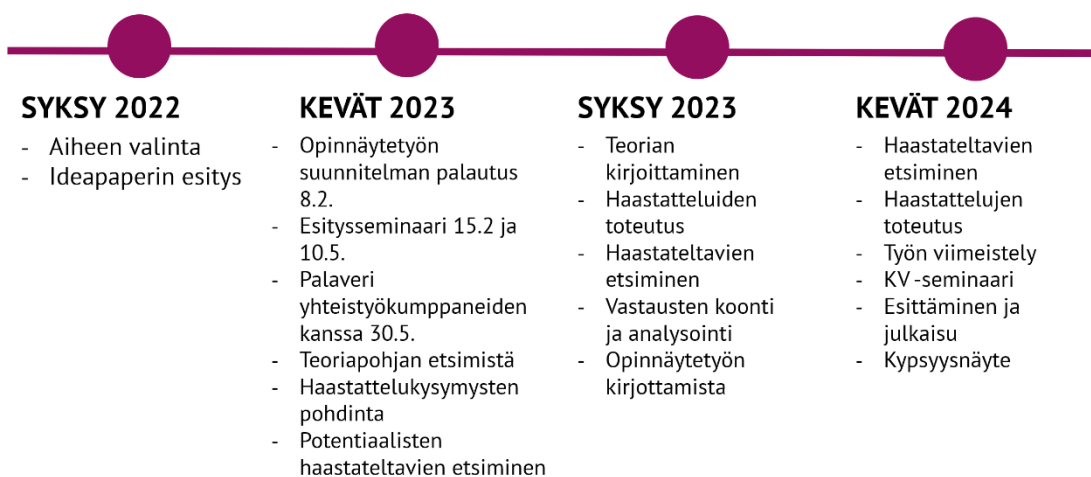 SYKSY 2022
- Aiheen valinta
- Ideapaperin esitys
KEVÄT 2023
- Opinnäytetyön
suunnitelman palautus
8.2.
- Esitysseminaari 15.2 ja
10.5.
- Palaveri
yhteistyökumppaneiden
kanssa 30.5.
- Teoriapohjan etsimistä
- Haastattelukysymysten
pohdinta
- Potentiaalisten
haastateltavien etsiminen
SYKSY 2023
- Teorian
kirjoittaminen
- Haastatteluiden
toteutus
- Haastateltavien
etsiminen
- Vastausten koonti
ja analysointi
- Opinnäytetyön
kirjottamista
KEVÄT 2024
- Haastateltavien
etsiminen
- Haastattelujen
toteutus
- Työn viimeistely
- KV -seminaari
- Esittäminen ja
julkaisu
- Kypsyysnäyte